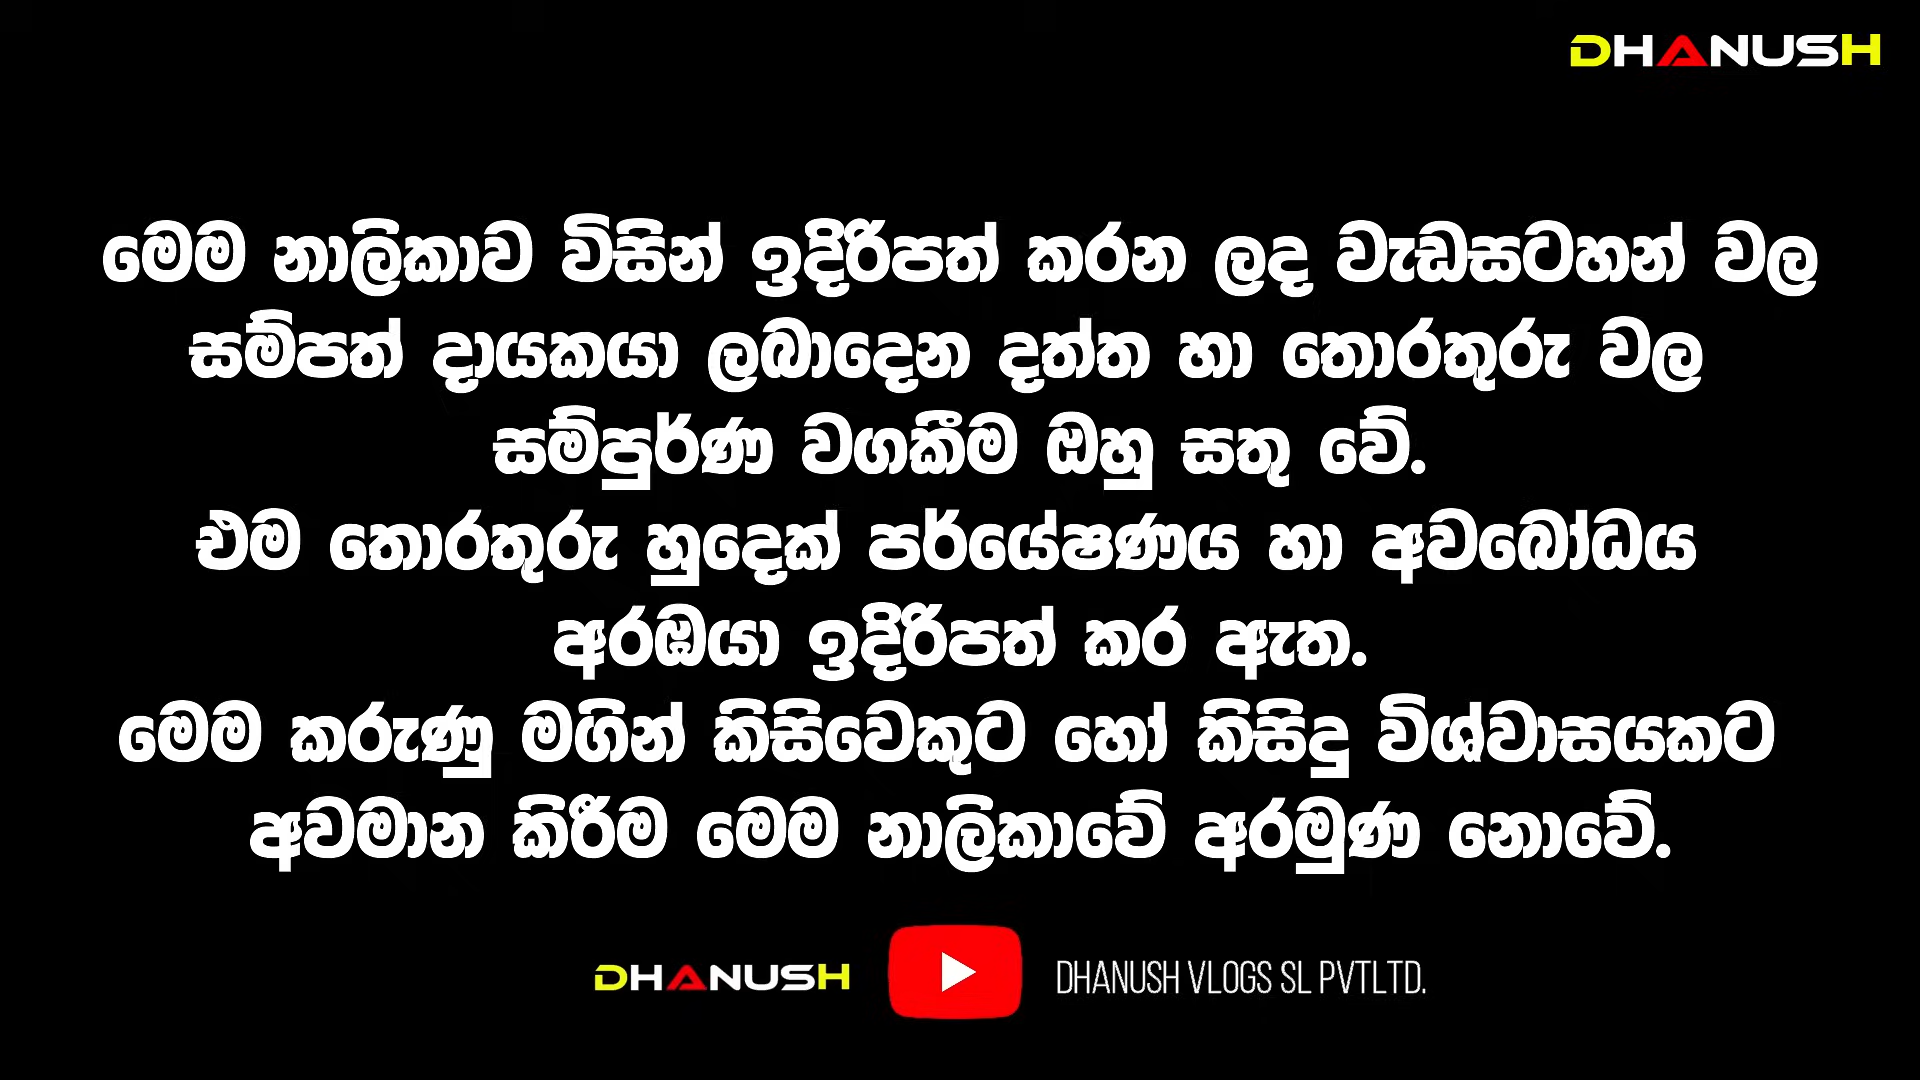 DHANUSH
මෙම නාලිකාව විසින් ඉදිරිපත් කරන ලද වැඩසටහන් වල
සම්පත් දායකයා ලබාදෙන දත්ත හා තොරතුරු වල
සම්පුර්ණ වගකීම ඔහු සතු වේ.
එම තොරතුරු හුදෙක් පර්යේෂණය හා අවබෝධය
අරඹයා ඉදිරිපත් කර ඇත.
මෙම කරුණු මගින් කිසිවෙකුට හෝ කිසිදු විශ්වාසයකට
අවමාන කිරීම මෙම නාලිකාවේ අරමුණ නොවේ.
DHANUSH DHANUSH VLOGS SL PVTLTD.